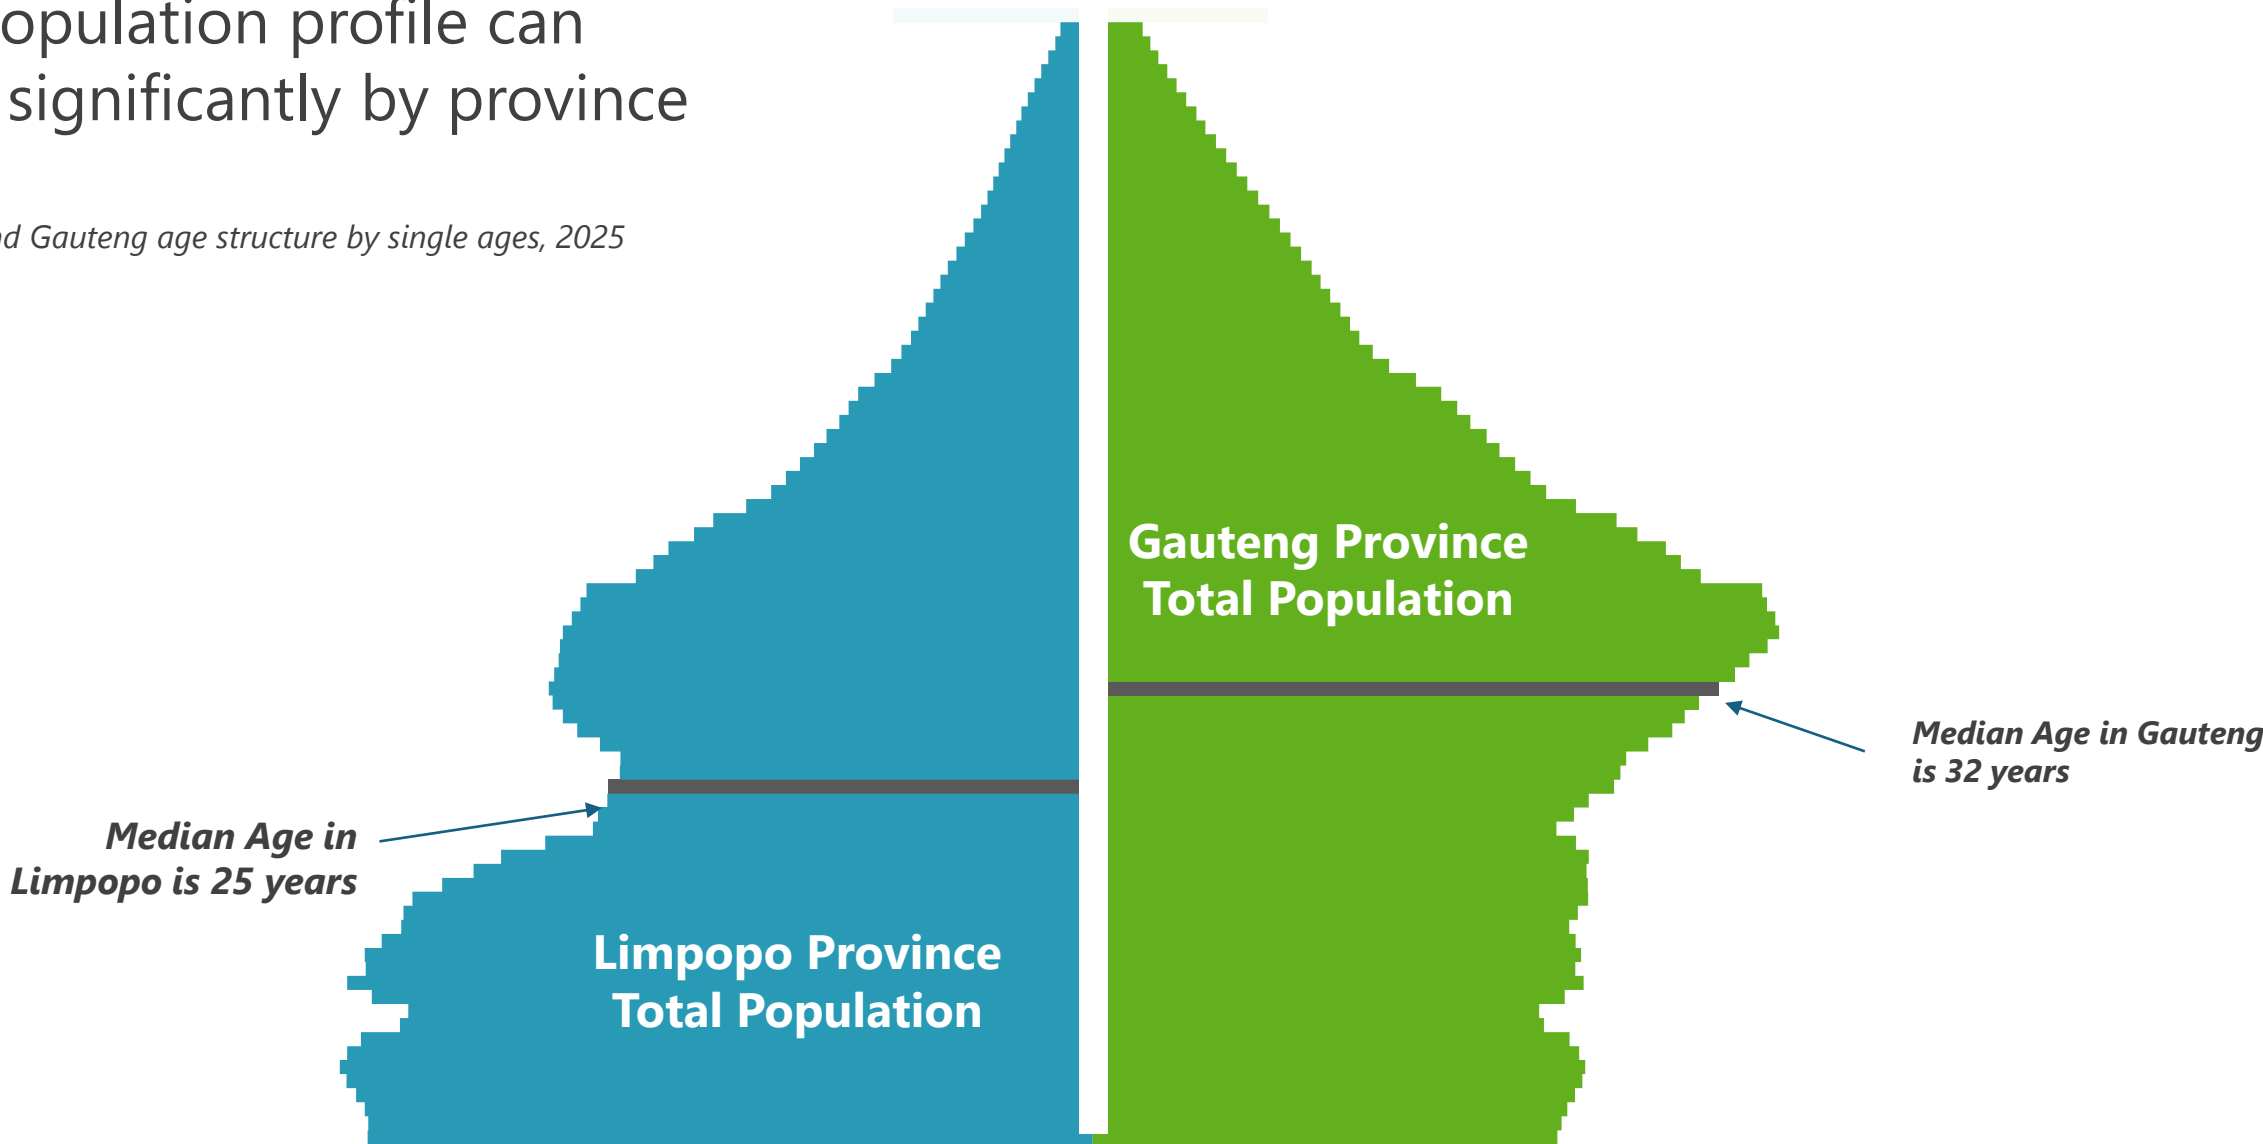 opulation profile can
significantly by province
nd Gauteng age structure by single ages, 2025
Gauteng Province
Total Population
Median Age in Gauteng
is 32 years
Median Age in
Limpopo is 25 years
Limpopo Province
Total Population